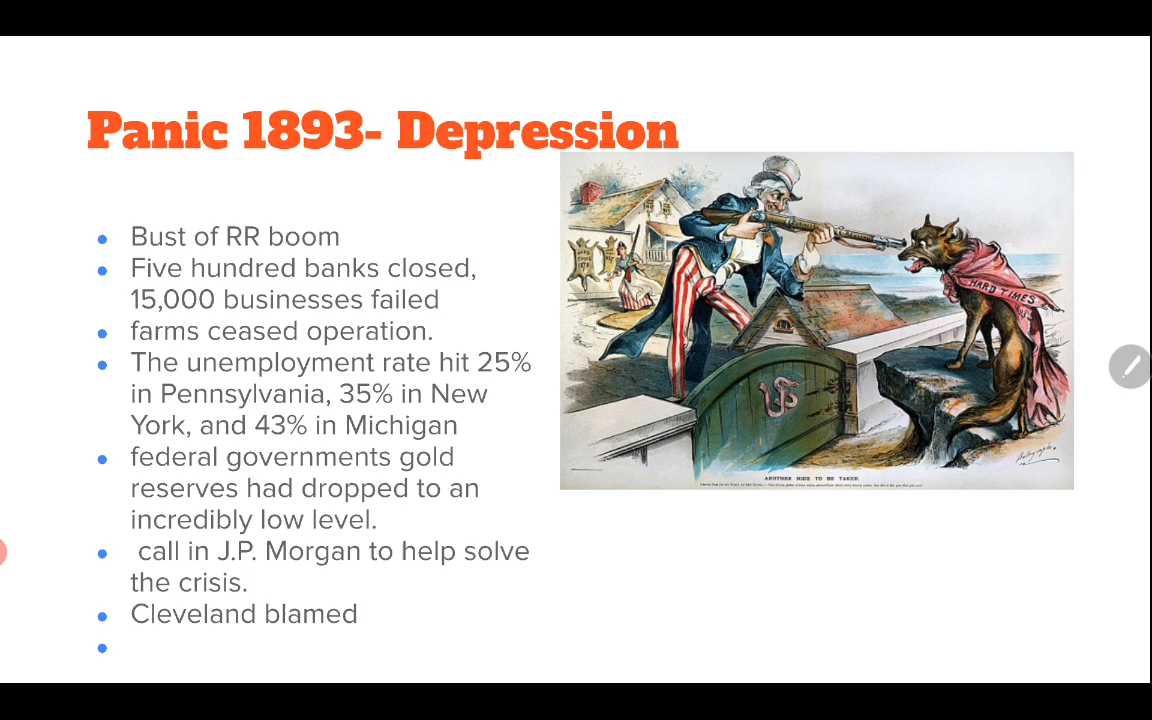 Panic 1893- Depression
Bust of RR boom
Five hundred banks closed,
15,000 businesses failed
farms ceased operation.
The unemployment rate hit 25%
in Pennsylvania, 35% in New
York, and 43% in Michigan
federal governments gold
reserves had dropped to an
incredibly low level.
call in J.P. Morgan to help solve
the crisis.
Cleveland blamed
HARD TIMES
US
ANOTHER HIDE TO BE TAKEN.